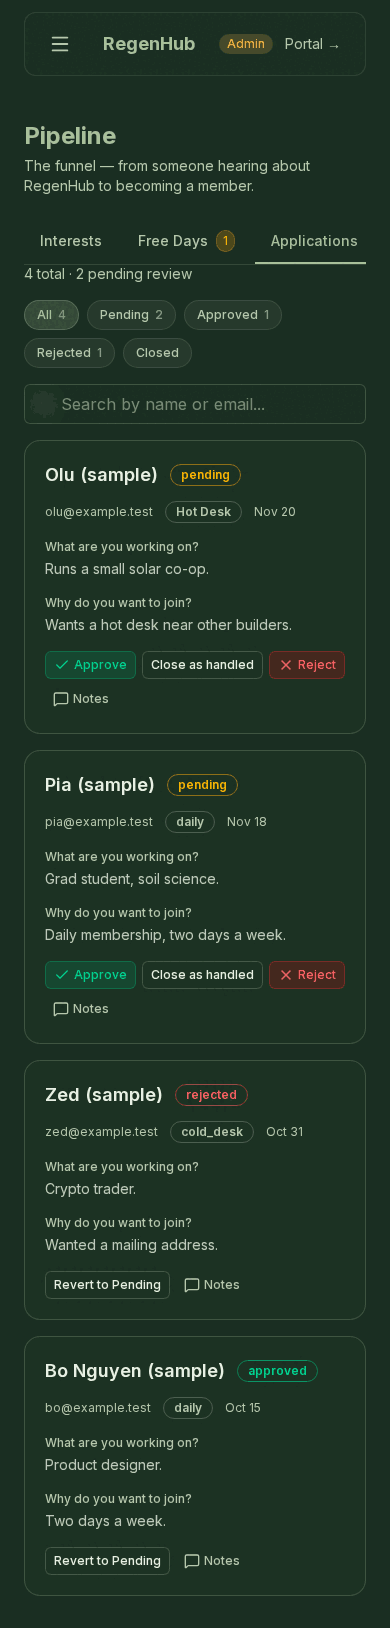 RegenHub Admin Portal →
Pipeline
The funnel — from someone hearing about
RegenHub to becoming a member.
Interests Free Days 1 Applications
4 total · 2 pending review
All 4 Pending 2 Approved 1
Rejected 1 Closed
Search by name or email...
Olu (sample) pending
olu@example.test Hot Desk Nov 20
What are you working on?
Runs a small solar co-op.
Why do you want to join?
Wants a hot desk near other builders.
Approve Close as handled Reject
Notes
Pia (sample) pending
pia@example.test daily Nov 18
What are you working on?
Grad student, soil science.
Why do you want to join?
Daily membership, two days a week.
Approve Close as handled Reject
Notes
Zed (sample) rejected
zed@example.test cold_desk Oct 31
What are you working on?
Crypto trader.
Why do you want to join?
Wanted a mailing address.
Revert to Pending Notes
Bo Nguyen (sample) approved
bo@example.test daily Oct 15
What are you working on?
Product designer.
Why do you want to join?
Two days a week.
Revert to Pending Notes